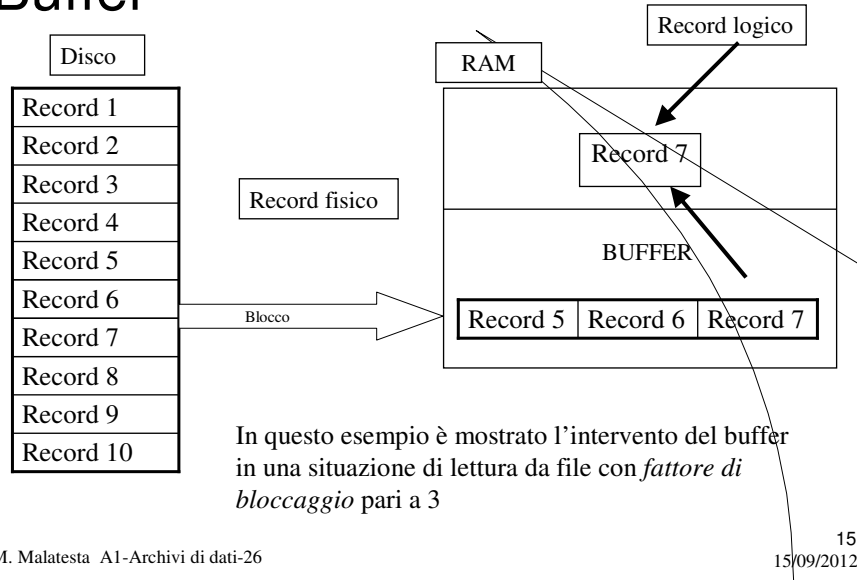 Buffer
Disco
Record 1
Record 2
Record 3
Record 4
Record 5
Record 6
Record 7
Record 8
Record 9
Record 10
Record fisico
Blocco
RAM
Record logico
Record 7
BUFFER
Record 5 Record 6 Record 7
In questo esempio è mostrato l’intervento del buffer
in una situazione di lettura da file con fattore di
bloccaggio pari a 3
M. Malatesta A1-Archivi di dati-26
15
15/09/2012